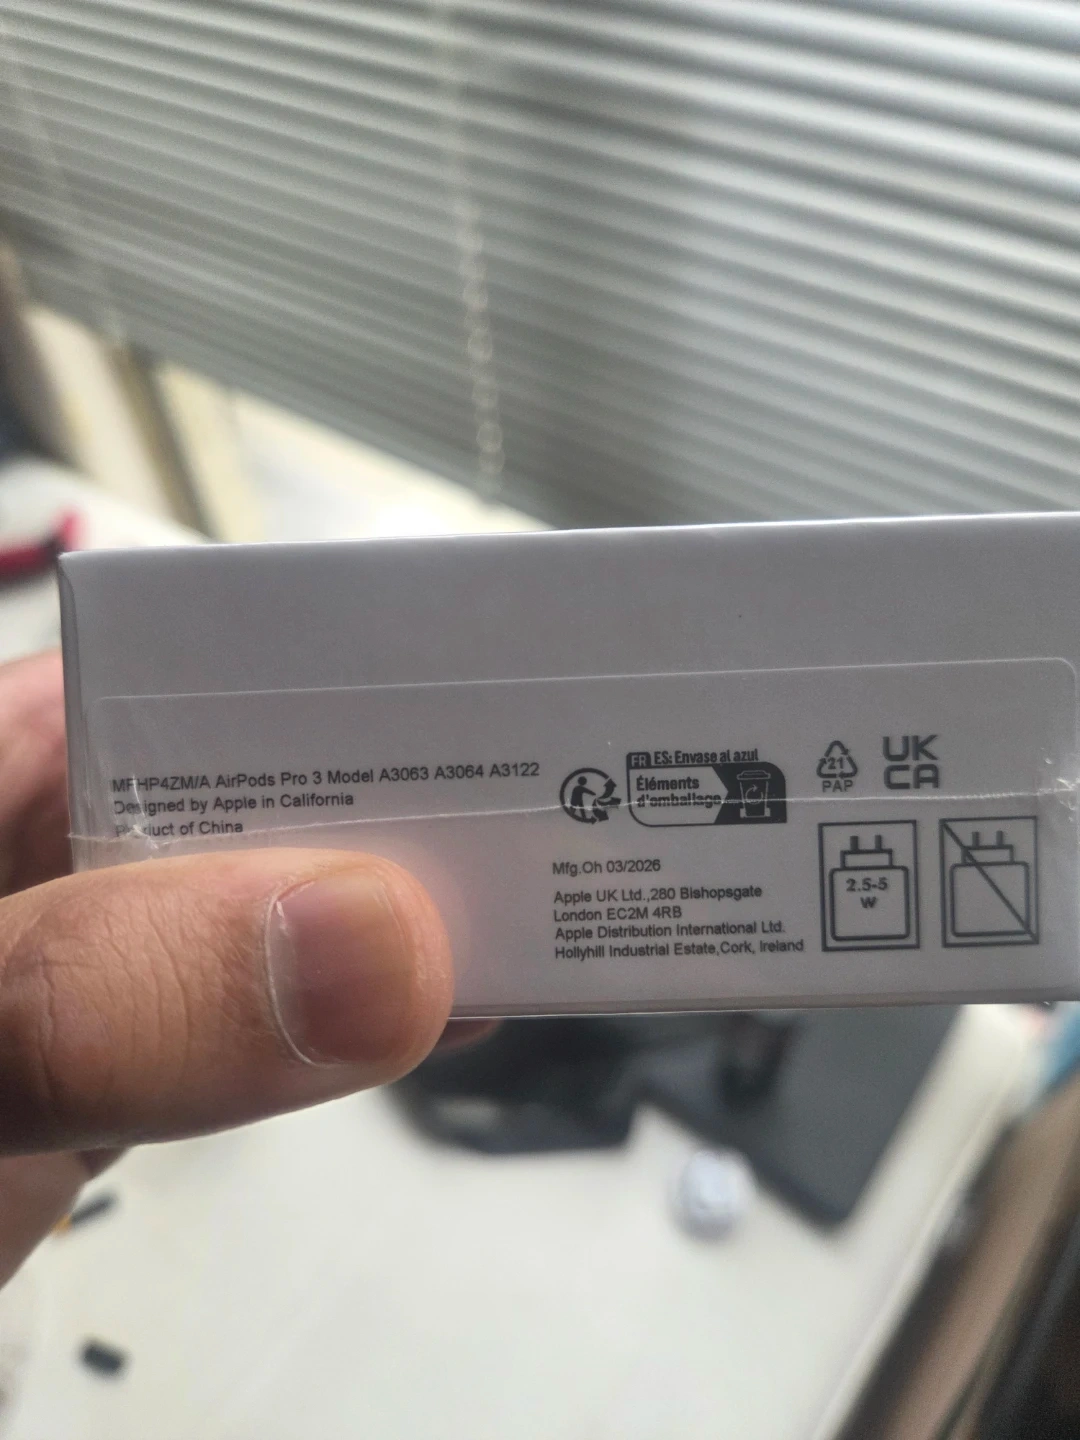 MFHP4ZM/A AirPods Pro 3 Model A3063 A3064 A3122
Designed by Apple in California
Product of China
FR ES: Envase al azul
Éléments
d'emballage
21
PAP
UK
CA
Mfg.Oh 03/2026
Apple UK Ltd.,280 Bishopsgate
London EC2M 4RB
Apple Distribution International Ltd.
Hollyhill Industrial Estate,Cork, Ireland
2.5-5
W